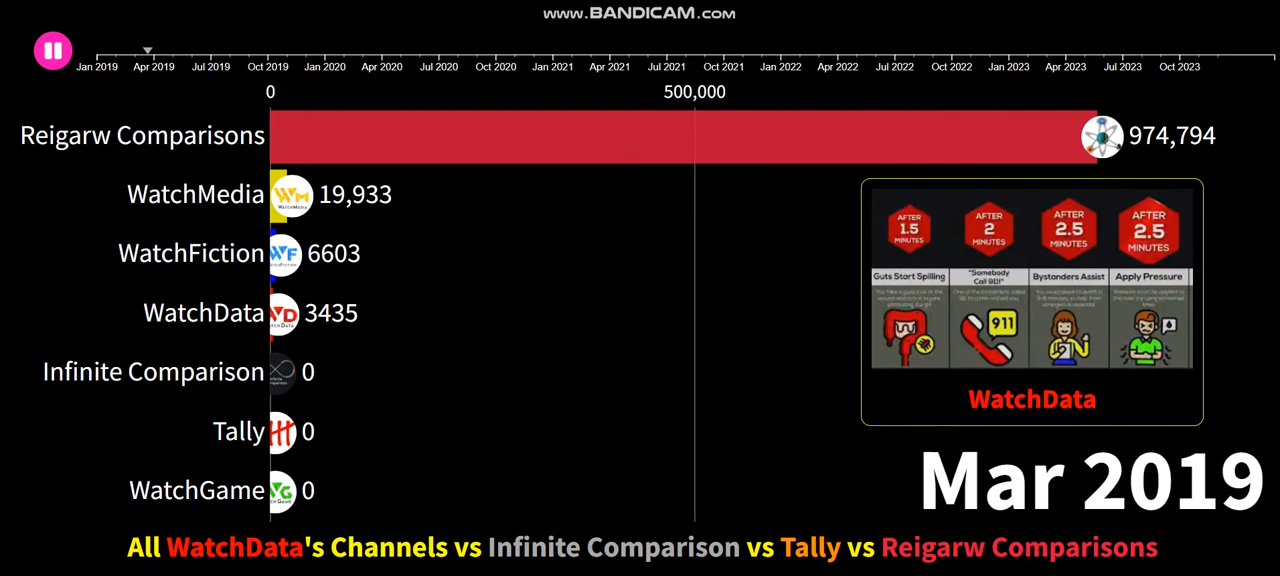 www.BANDICAM.com
Jan 2019 Apr 2019 Jul 2019 Oct 2019 Jan 2020 Apr 2020 Jul 2020 Oct 2020 Jan 2021 Apr 2021 Jul 2021 Oct 2021 Jan 2022 Apr 2022 Jul 2022 Oct 2022 Jan 2023 Apr 2023 Jul 2023 Oct 2023
0 500,000
Reigarw Comparisons 974,794
WatchMedia WM WATCHMEDIA 19,933
WatchFiction WF 6603
WatchData 3435
Infinite Comparison 0
Tally 0
WatchGame 0
AFTER 1.5 MINUTES
AFTER 2 MINUTES
AFTER 2.5 MINUTES
AFTER 2.5 MINUTES
Guts Start Spilling
"Somebody Call 911!"
Bystanders Assist
Apply Pressure
911
WatchData
Mar 2019
All WatchData's Channels vs Infinite Comparison vs Tally vs Reigarw Comparisons